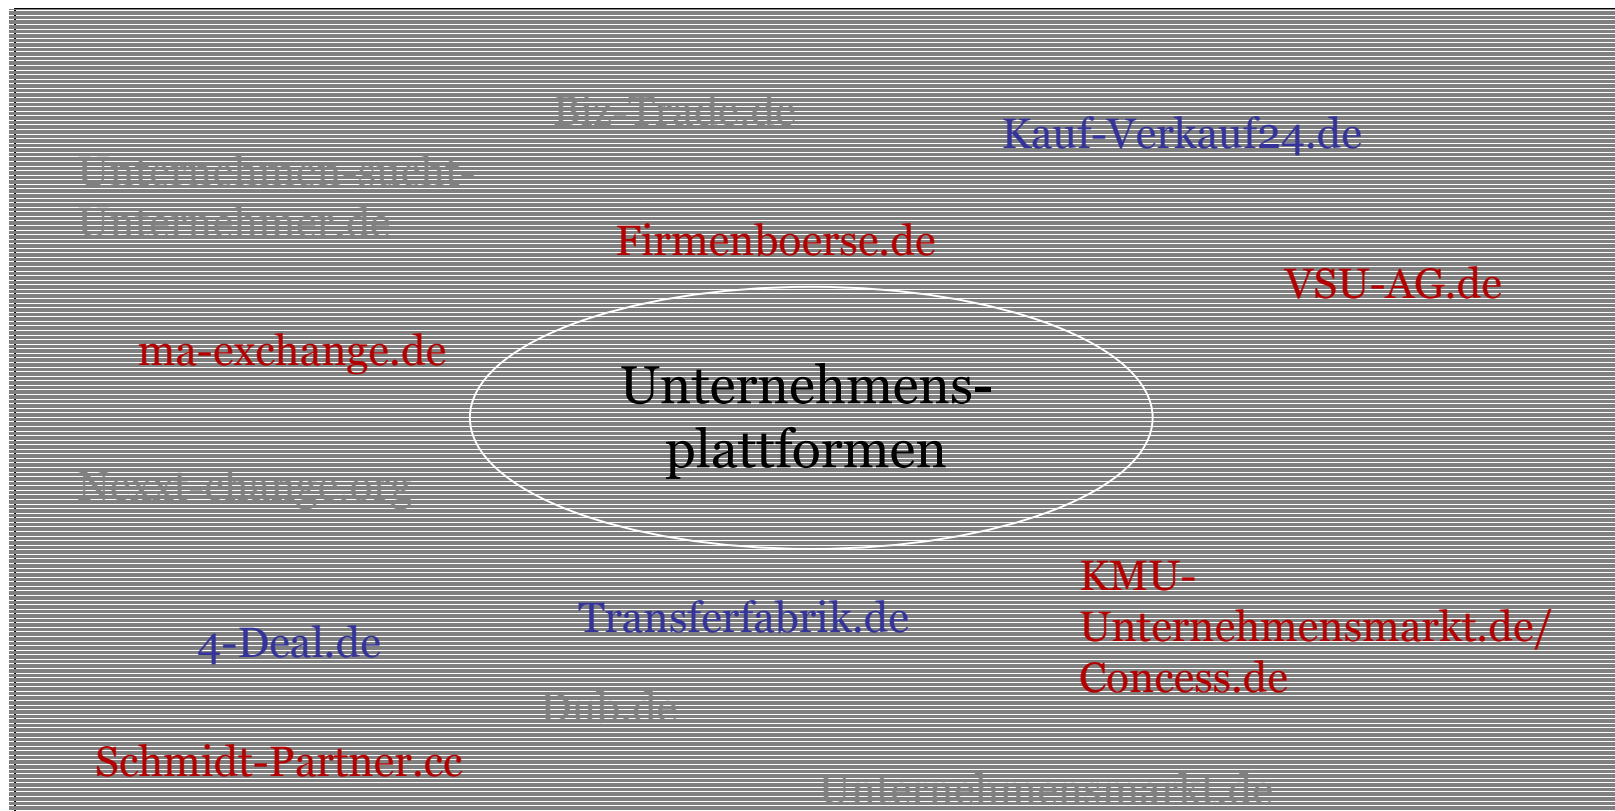 Biz-Trade.de
Kauf-Verkauf24.de
Unternehmen-sucht-
Unternehmer.de
Firmenboerse.de
VSU-AG.de
ma-exchange.de
Unternehmens-
plattformen
Nexxt-change.org
KMU-
Unternehmensmarkt.de/
Concess.de
Transferfabrik.de
4-Deal.de
Dub.de
Schmidt-Partner.cc
Unternehmensmarkt.de